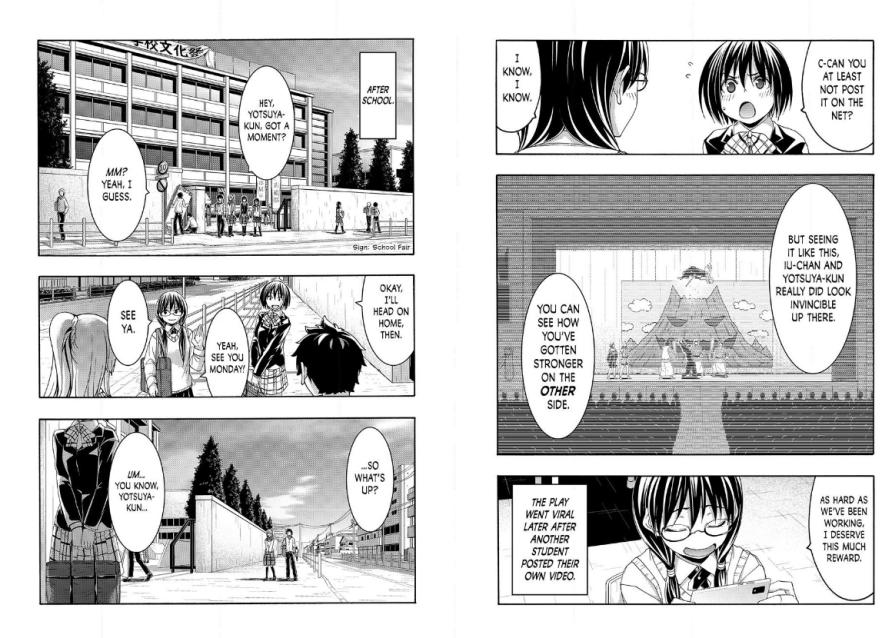 C-CAN YOU
AT LEAST
NOT POST
IT ON THE
NET?
I
KNOW,
I
KNOW.
BUT SEEING
IT LIKE THIS,
IU-CHAN AND
YOTSUYA-KUN
REALLY DID LOOK
INVINCIBLE
UP THERE.
YOU CAN
SEE HOW
YOU'VE
GOTTEN
STRONGER
ON THE
OTHER
SIDE.
AS HARD AS
WE'VE BEEN
WORKING,
I DESERVE
THIS MUCH
REWARD.
THE PLAY
WENT VIRAL
LATER AFTER
ANOTHER
STUDENT
POSTED THEIR
OWN VIDEO.
学校文化祭
AFTER
SCHOOL.
HEY,
YOTSUYA-
KUN, GOT A
MOMENT?
MM?
YEAH, I
GUESS.
Sign: School Fair
OKAY,
I'LL
HEAD ON
HOME,
THEN.
YEAH,
SEE YOU
MONDAY!
SEE
YA.
...SO
WHAT'S
UP?
UM...
YOU KNOW,
YOTSUYA-
KUN...